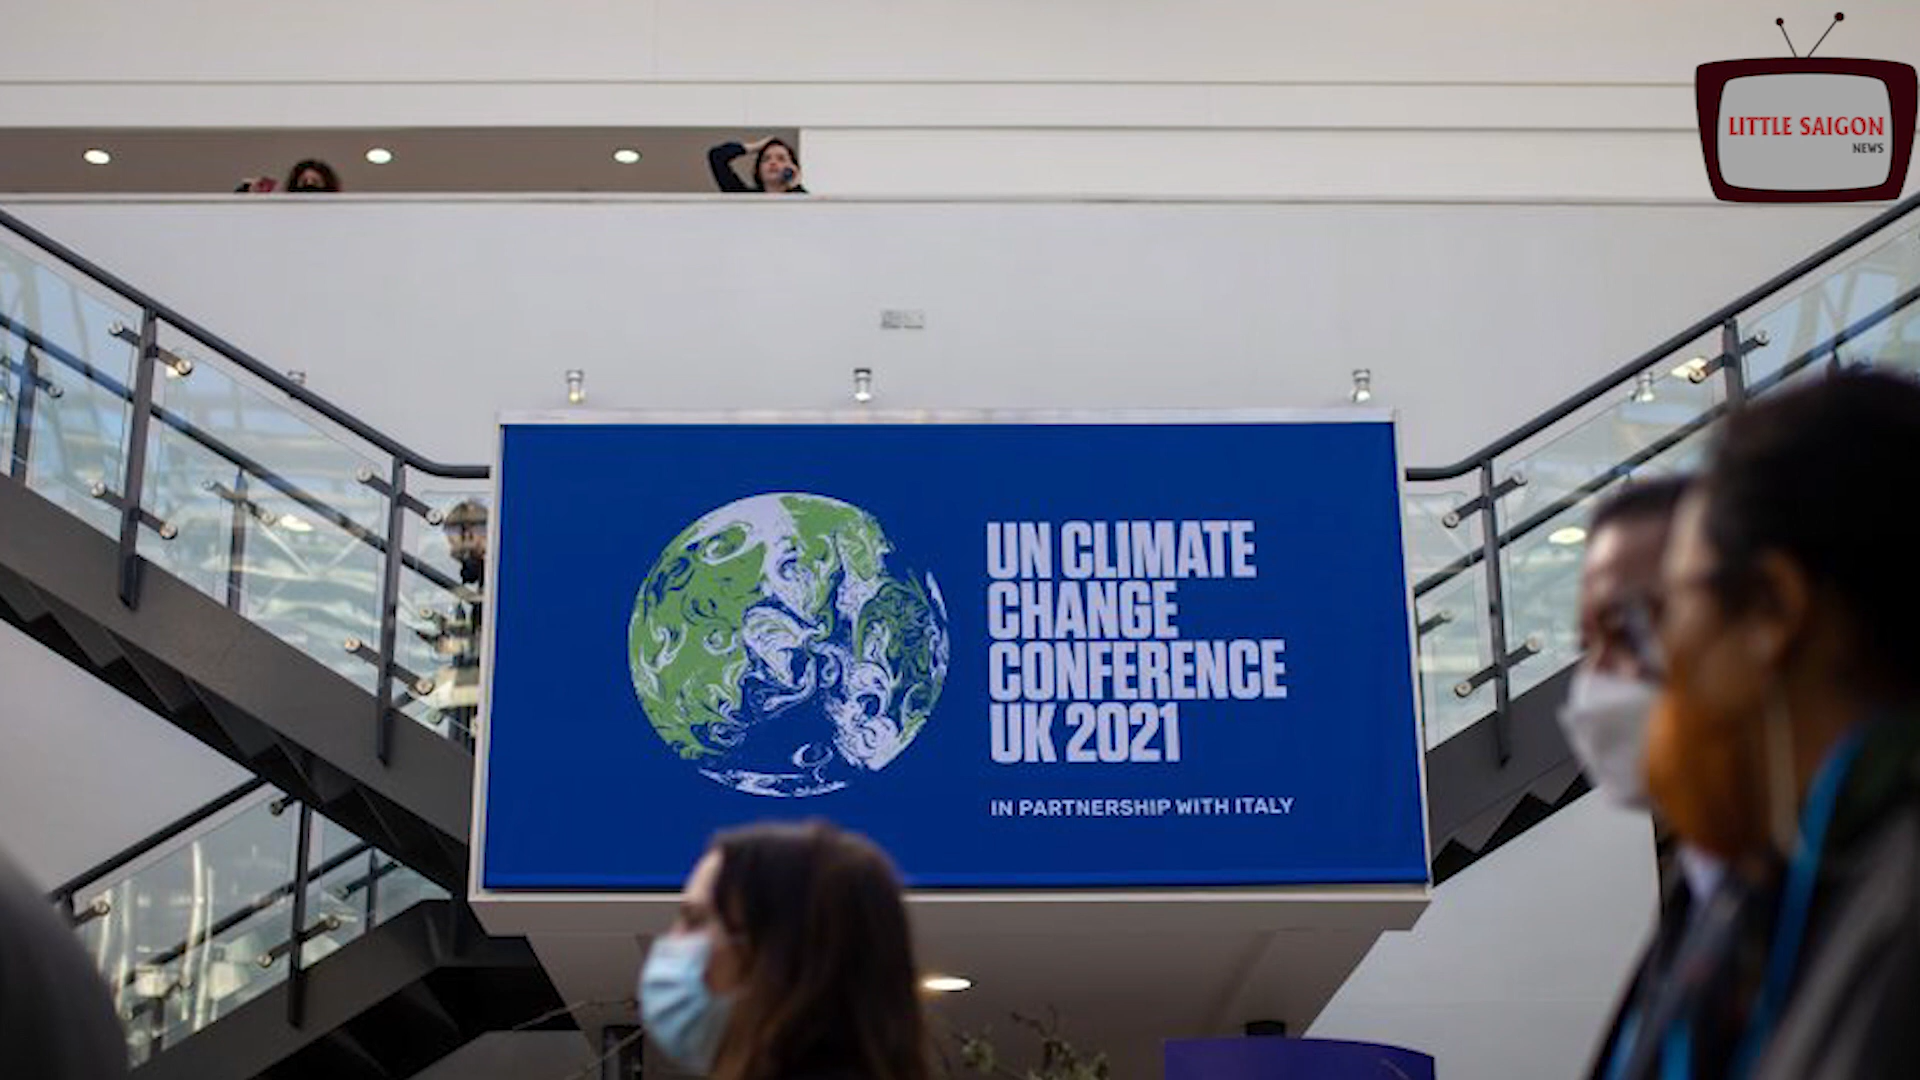 LITTLE SAIGON
NEWS
UN CLIMATE
CHANGE
CONFERENCE
UK 2021
IN PARTNERSHIP WITH ITALY